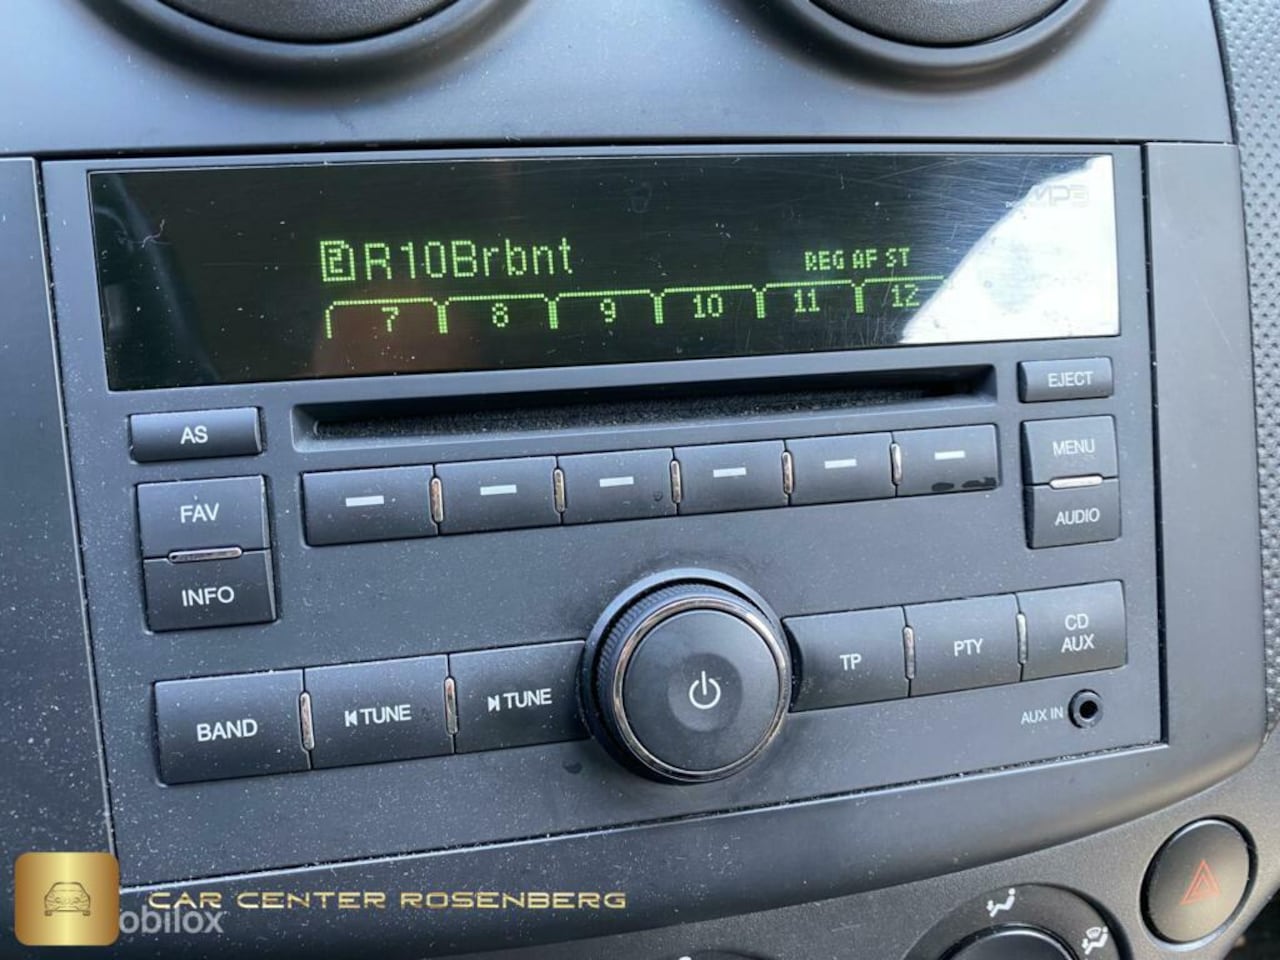 MP3
2 R10Brbnt
REG AF ST
7 8 9 10 11 12
EJECT
AS
MENU
FAV
AUDIO
INFO
CD
AUX
TP
PTY
BAND
TUNE
TUNE
AUX IN
CAR CENTER ROSENBERG
obilox